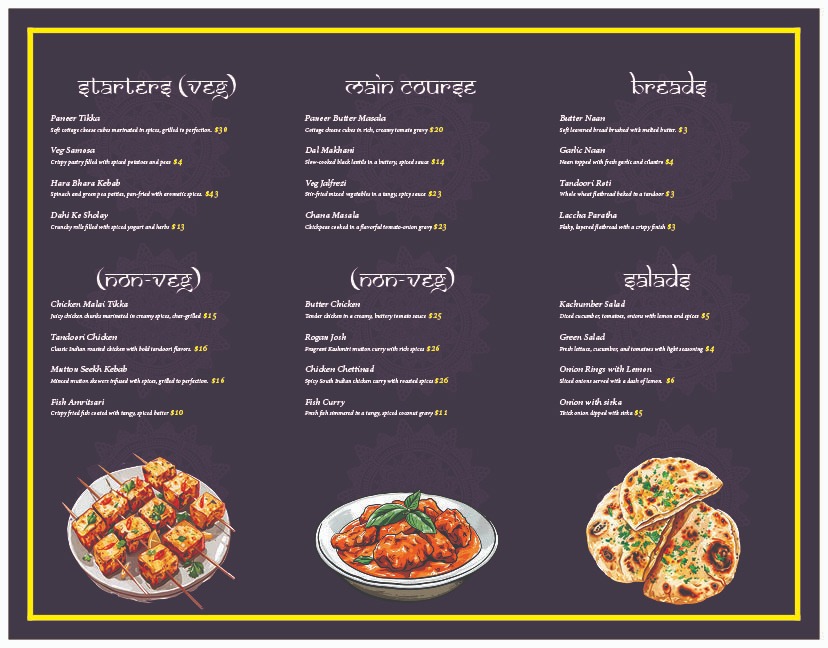 starters (veg)
Paneer Tikka
Soft cottage cheese cubes marinated in spices, grilled to perfection. $30
Veg Samosa
Crispy pastry filled with spiced potatoes and peas $4
Hara Bhara Kebab
Spinach and green pea patties, pan-fried with aromatic spices. $43
Dahi Ke Sholay
Crunchy rolls filled with spiced yogurt and herbs $13
(non-veg)
Chicken Malai Tikka
Juicy chicken chunks marinated in creamy spices, char-grilled $15
Tandoori Chicken
Classic Indian roasted chicken with bold tandoori flavors. $16
Mutton Seekh Kebab
Minced mutton skewers infused with spices, grilled to perfection. $16
Fish Amritsari
Crispy fried fish coated with tangy, spiced batter $10
main course
Paneer Butter Masala
Cottage cheese cubes in rich, creamy tomato gravy $20
Dal Makhani
Slow-cooked black lentils in a buttery, spiced sauce $14
Veg Jalfrezi
Stir-fried mixed vegetables in a tangy, spicy sauce $23
Chana Masala
Chickpeas cooked in a flavorful tomato-onion gravy $23
(non-veg)
Butter Chicken
Tender chicken in a creamy, buttery tomato sauce $25
Rogan Josh
Fragrant Kashmiri mutton curry with rich spices $26
Chicken Chettinad
Spicy South Indian chicken curry with roasted spices $26
Fish Curry
Fresh fish simmered in a tangy, spiced coconut gravy $11
breads
Butter Naan
Soft leavened bread brushed with melted butter. $3
Garlic Naan
Naan topped with fresh garlic and cilantro $4
Tandoori Roti
Whole wheat flatbread baked in a tandoor $3
Laccha Paratha
Flaky, layered flatbread with a crispy finish $3
salads
Kachumber Salad
Diced cucumber, tomatoes, onions with lemon and spices $5
Green Salad
Fresh lettuce, cucumber, and tomatoes with light seasoning $4
Onion Rings with Lemon
Sliced onions served with a dash of lemon. $6
Onion with sirka
Thick onion dipped with sirka $5